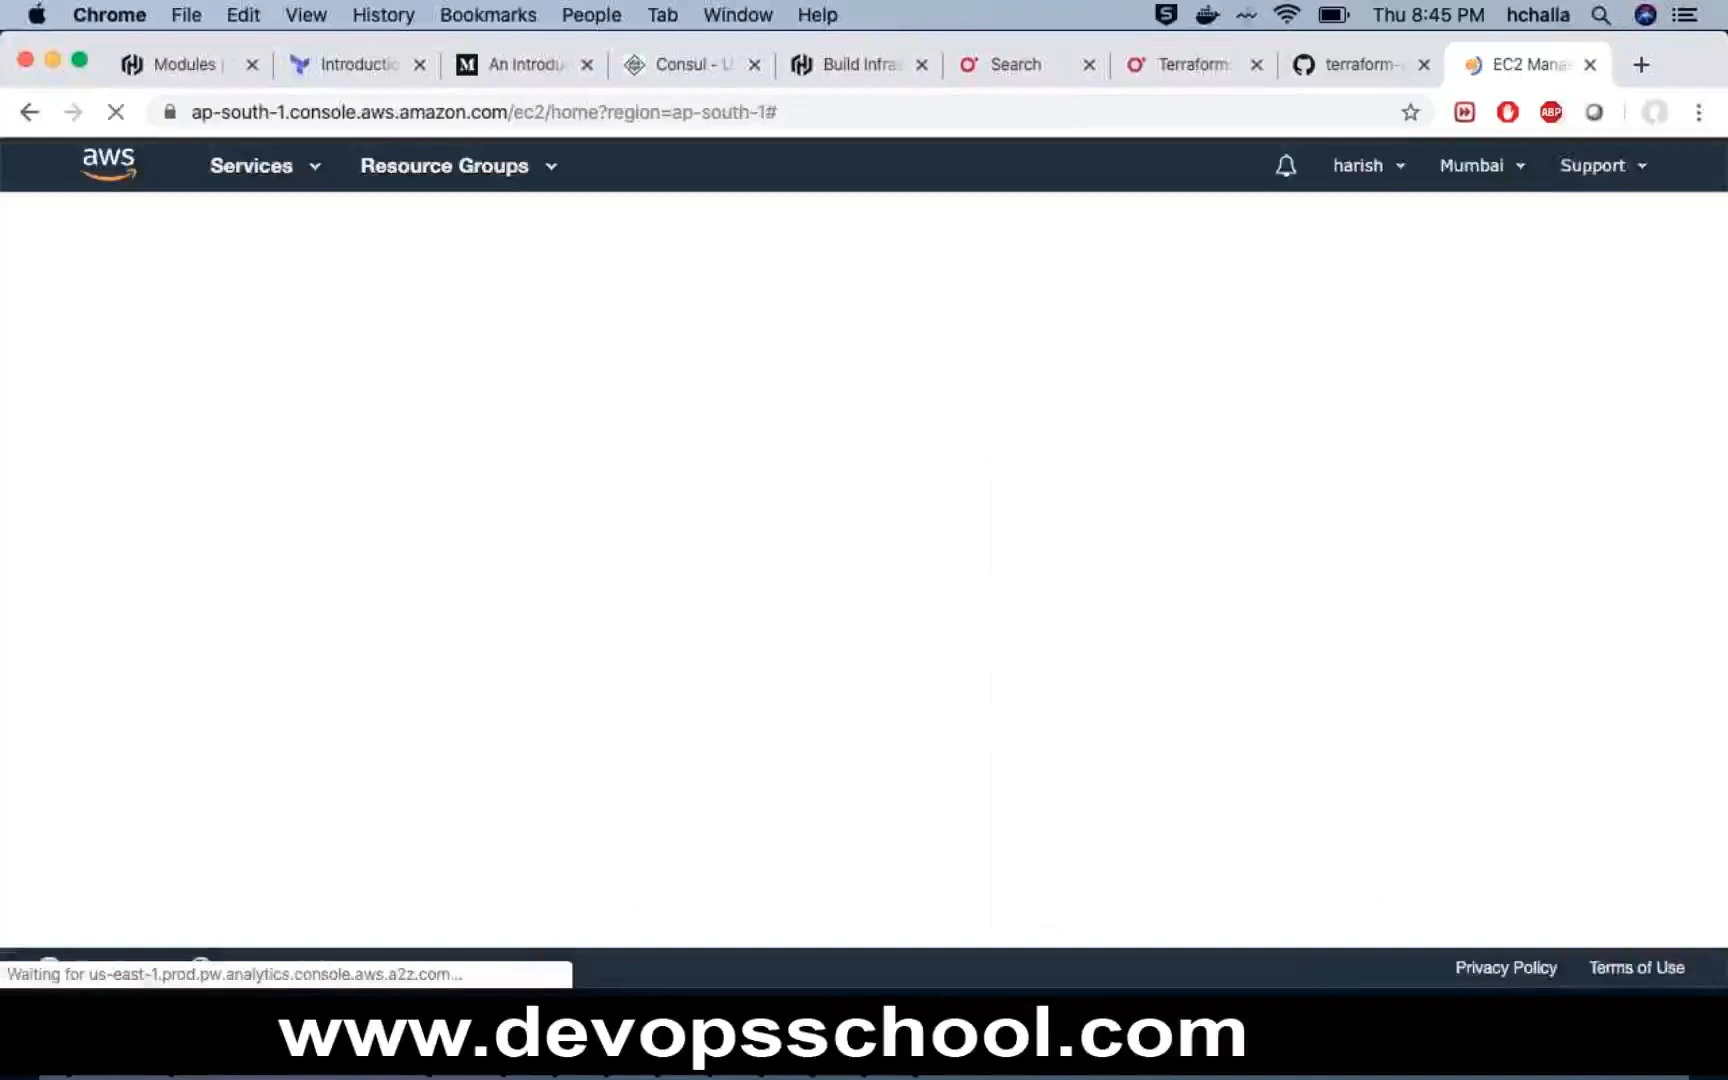 Chrome File Edit View History Bookmarks People Tab Window Help Thu 8:45 PM hchalla
Modules Introductio An Introdu Consul - Build Infra Search Terraform terraform- EC2 Mana
ap-south-1.console.aws.amazon.com/ec2/home?region=ap-south-1#
ABP
aws Services Resource Groups harish Mumbai Support
Waiting for us-east-1.prod.pw.analytics.console.aws.a2z.com...
Privacy Policy Terms of Use
www.devopsschool.com